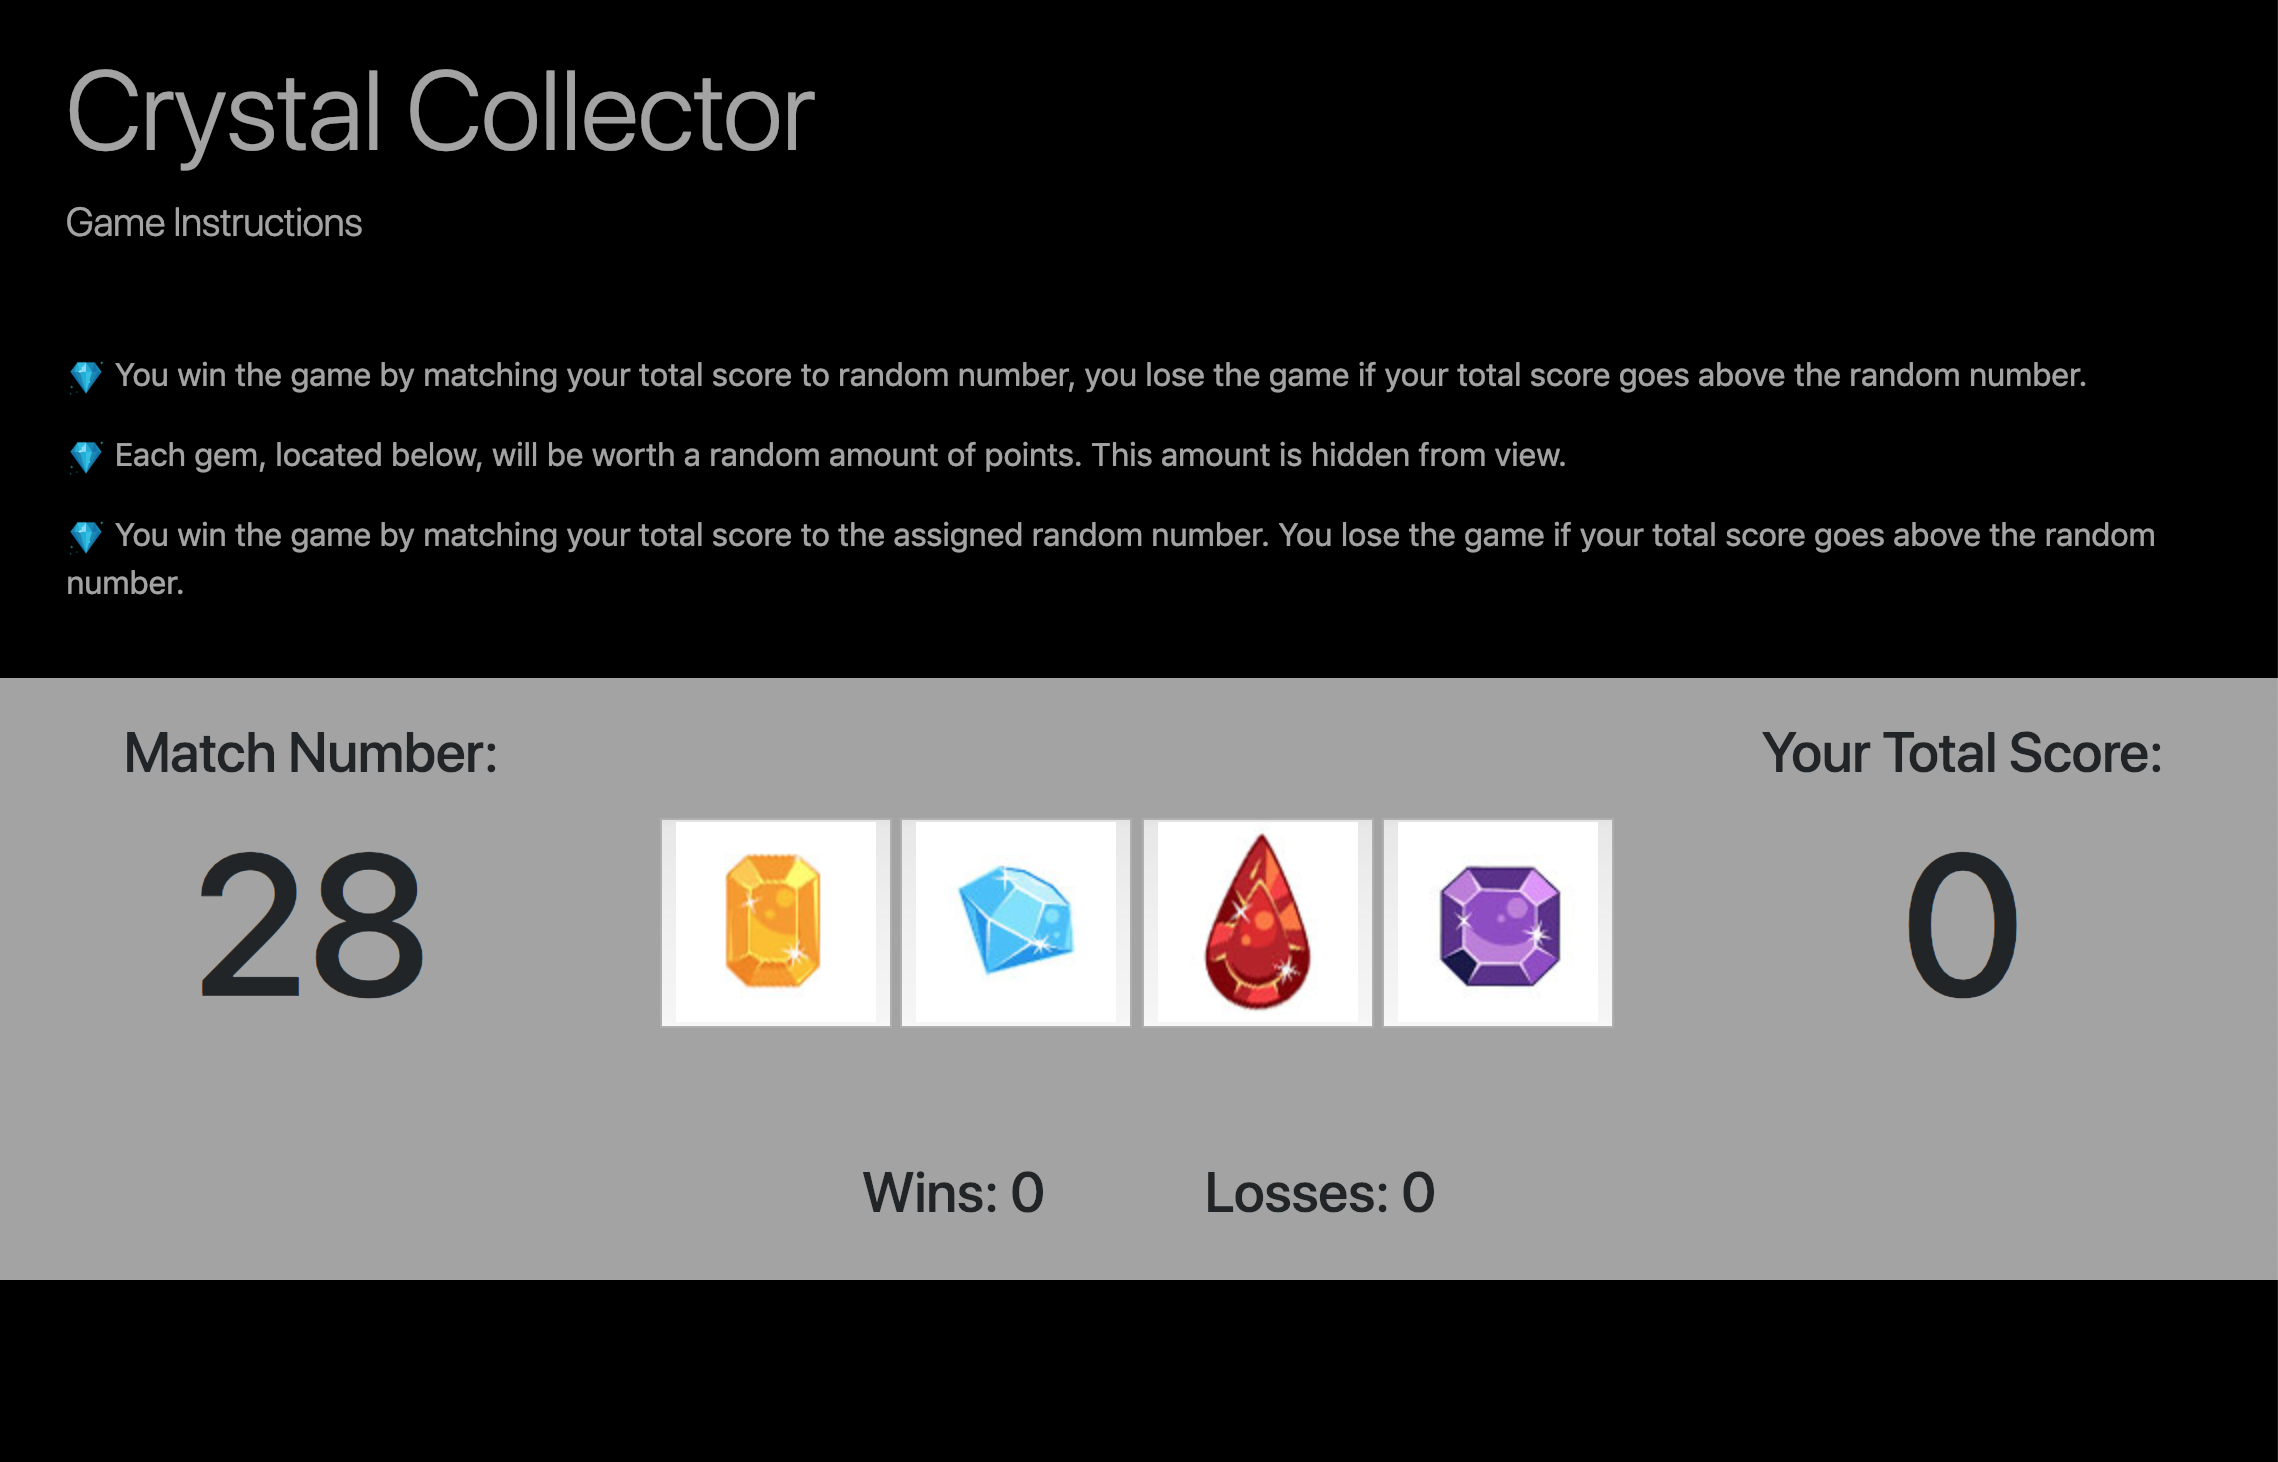 Crystal Collector
Game Instructions
You win the game by matching your total score to random number, you lose the game if your total score goes above the random number.
Each gem, located below, will be worth a random amount of points. This amount is hidden from view.
You win the game by matching your total score to the assigned random number. You lose the game if your total score goes above the random
number.
Match Number:
28
Your Total Score:
0
Wins: 0
Losses: 0